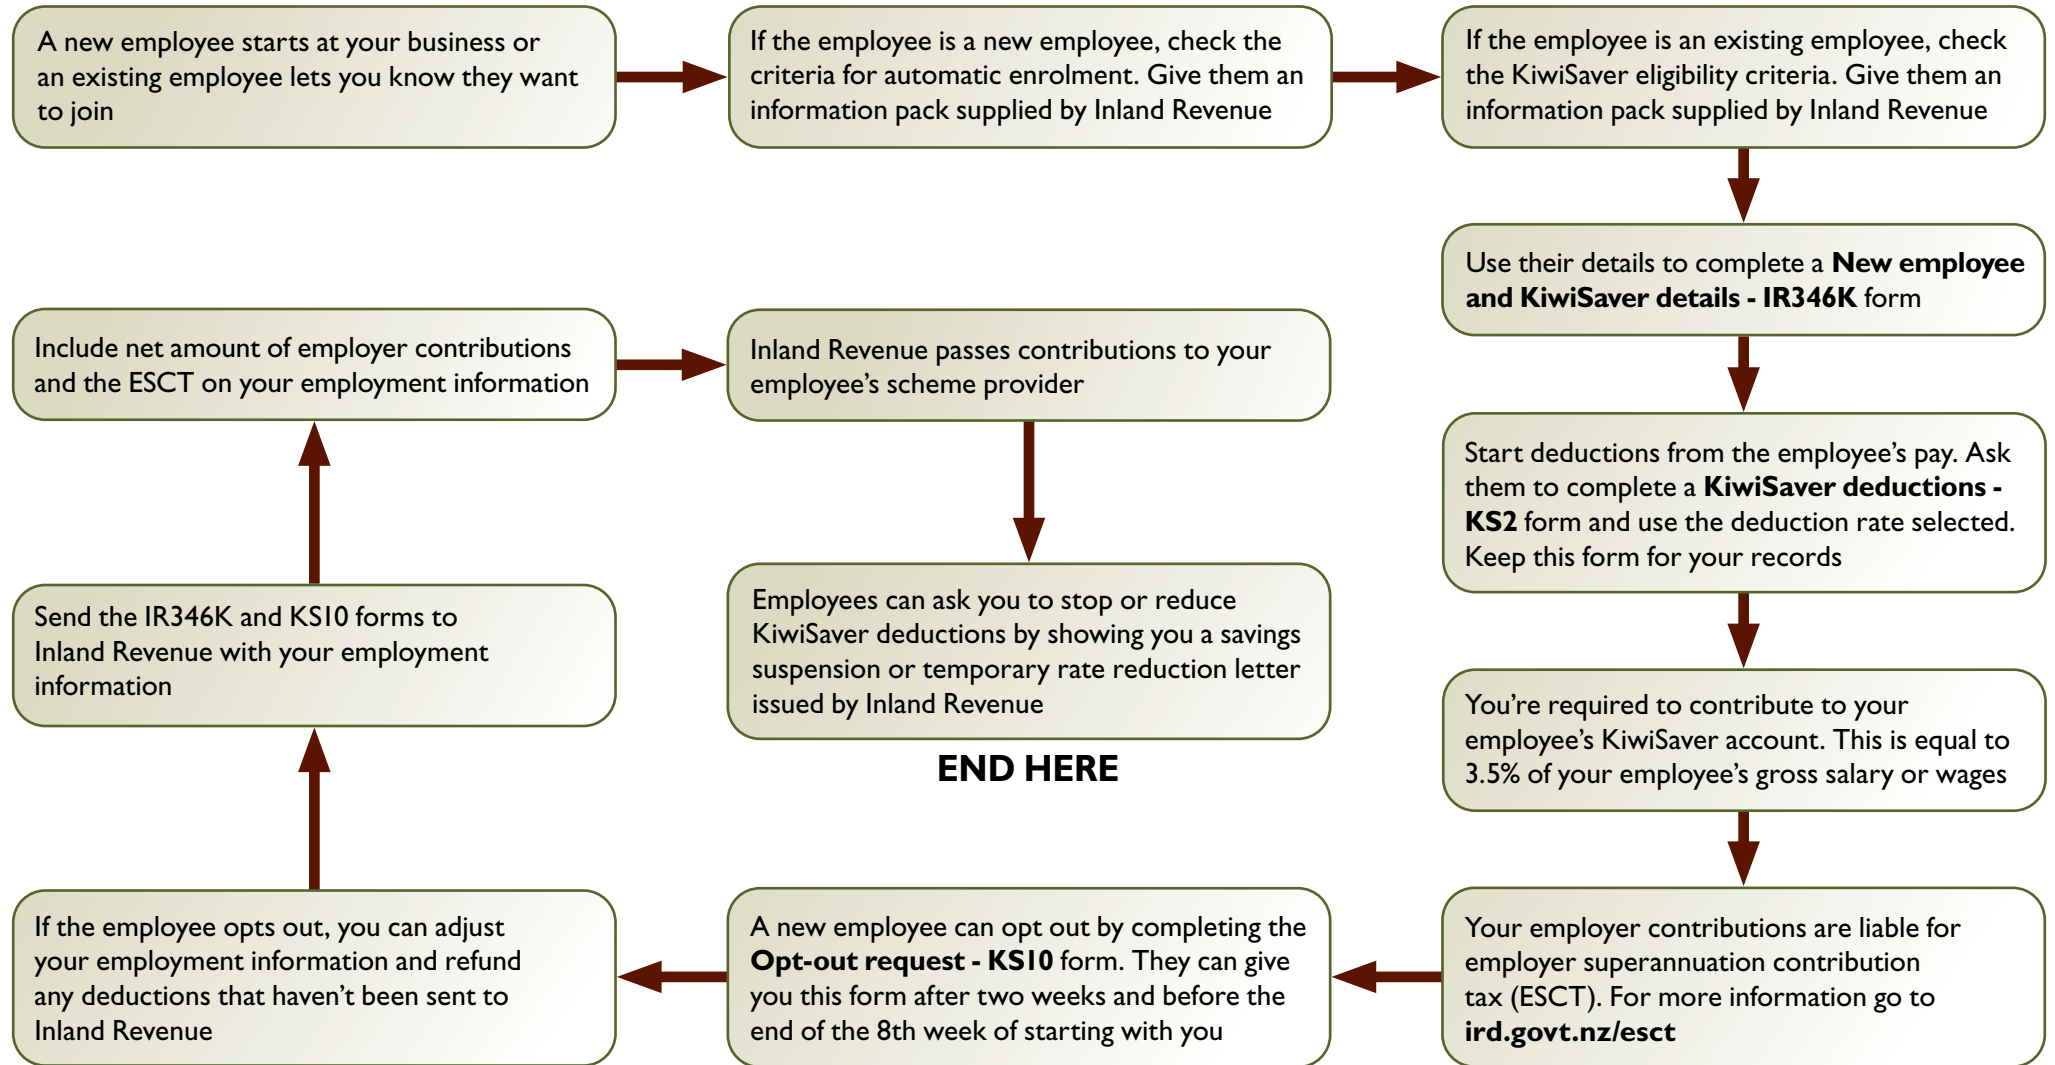 A new employee starts at your business or
an existing employee lets you know they want
to join
If the employee is a new employee, check the
criteria for automatic enrolment. Give them an
information pack supplied by Inland Revenue
If the employee is an existing employee, check
the KiwiSaver eligibility criteria. Give them an
information pack supplied by Inland Revenue
Use their details to complete a New employee
and KiwiSaver details - IR346K form
Start deductions from the employee's pay. Ask
them to complete a KiwiSaver deductions -
KS2 form and use the deduction rate selected.
Keep this form for your records
You're required to contribute to your
employee's KiwiSaver account. This is equal to
3.5% of your employee's gross salary or wages
Your employer contributions are liable for
employer superannuation contribution
tax (ESCT). For more information go to
ird.govt.nz/esct
A new employee can opt out by completing the
Opt-out request - KS10 form. They can give
you this form after two weeks and before the
end of the 8th week of starting with you
If the employee opts out, you can adjust
your employment information and refund
any deductions that haven't been sent to
Inland Revenue
Send the IR346K and KS10 forms to
Inland Revenue with your employment
information
Include net amount of employer contributions
and the ESCT on your employment information
Inland Revenue passes contributions to your
employee's scheme provider
Employees can ask you to stop or reduce
KiwiSaver deductions by showing you a savings
suspension or temporary rate reduction letter
issued by Inland Revenue
END HERE